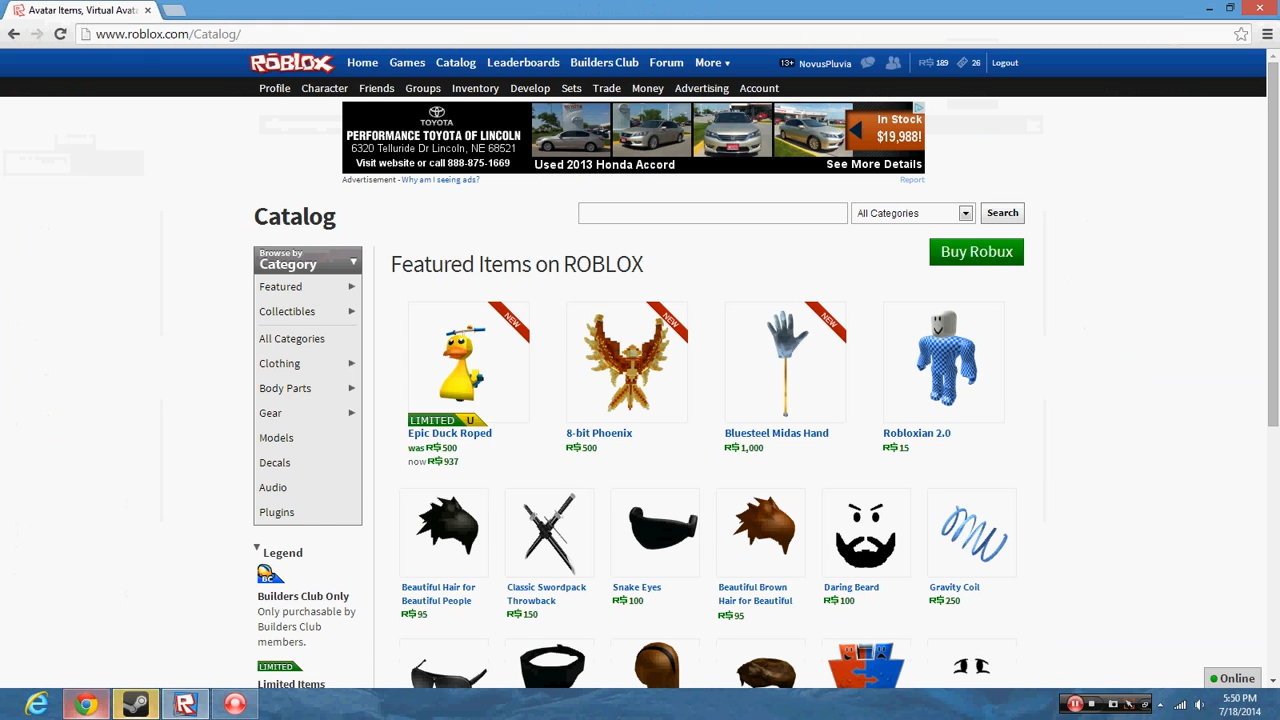 Avatar Items, Virtual Avata
www.roblox.com/Catalog/
ROBLOX
Home Games Catalog Leaderboards Builders Club Forum More
13+ NovusPluvia R$ 189 26 Logout
Profile Character Friends Groups Inventory Develop Sets Trade Money Advertising Account
TOYOTA
PERFORMANCE TOYOTA OF LINCOLN
6320 Telluride Dr Lincoln, NE 68521
Visit website or call 888-875-1669
Used 2013 Honda Accord
In Stock
$19,988!
See More Details
Advertisement - Why am I seeing ads?
Report
Catalog
All Categories
Search
Buy Robux
Browse by
Category
Featured
Collectibles
All Categories
Clothing
Body Parts
Gear
Models
Decals
Audio
Plugins
Legend
BC
Builders Club Only
Only purchasable by
Builders Club
members.
LIMITED
Limited Items
Featured Items on ROBLOX
NEW
LIMITED U
Epic Duck Roped
was R$500
now R$937
NEW
8-bit Phoenix
R$500
NEW
Bluesteel Midas Hand
R$1,000
Robloxian 2.0
R$15
Beautiful Hair for
Beautiful People
R$95
Classic Swordpack
Throwback
R$150
Snake Eyes
R$100
Beautiful Brown
Hair for Beautiful
R$95
Daring Beard
R$100
Gravity Coil
R$250
Online
5:50 PM
7/18/2014